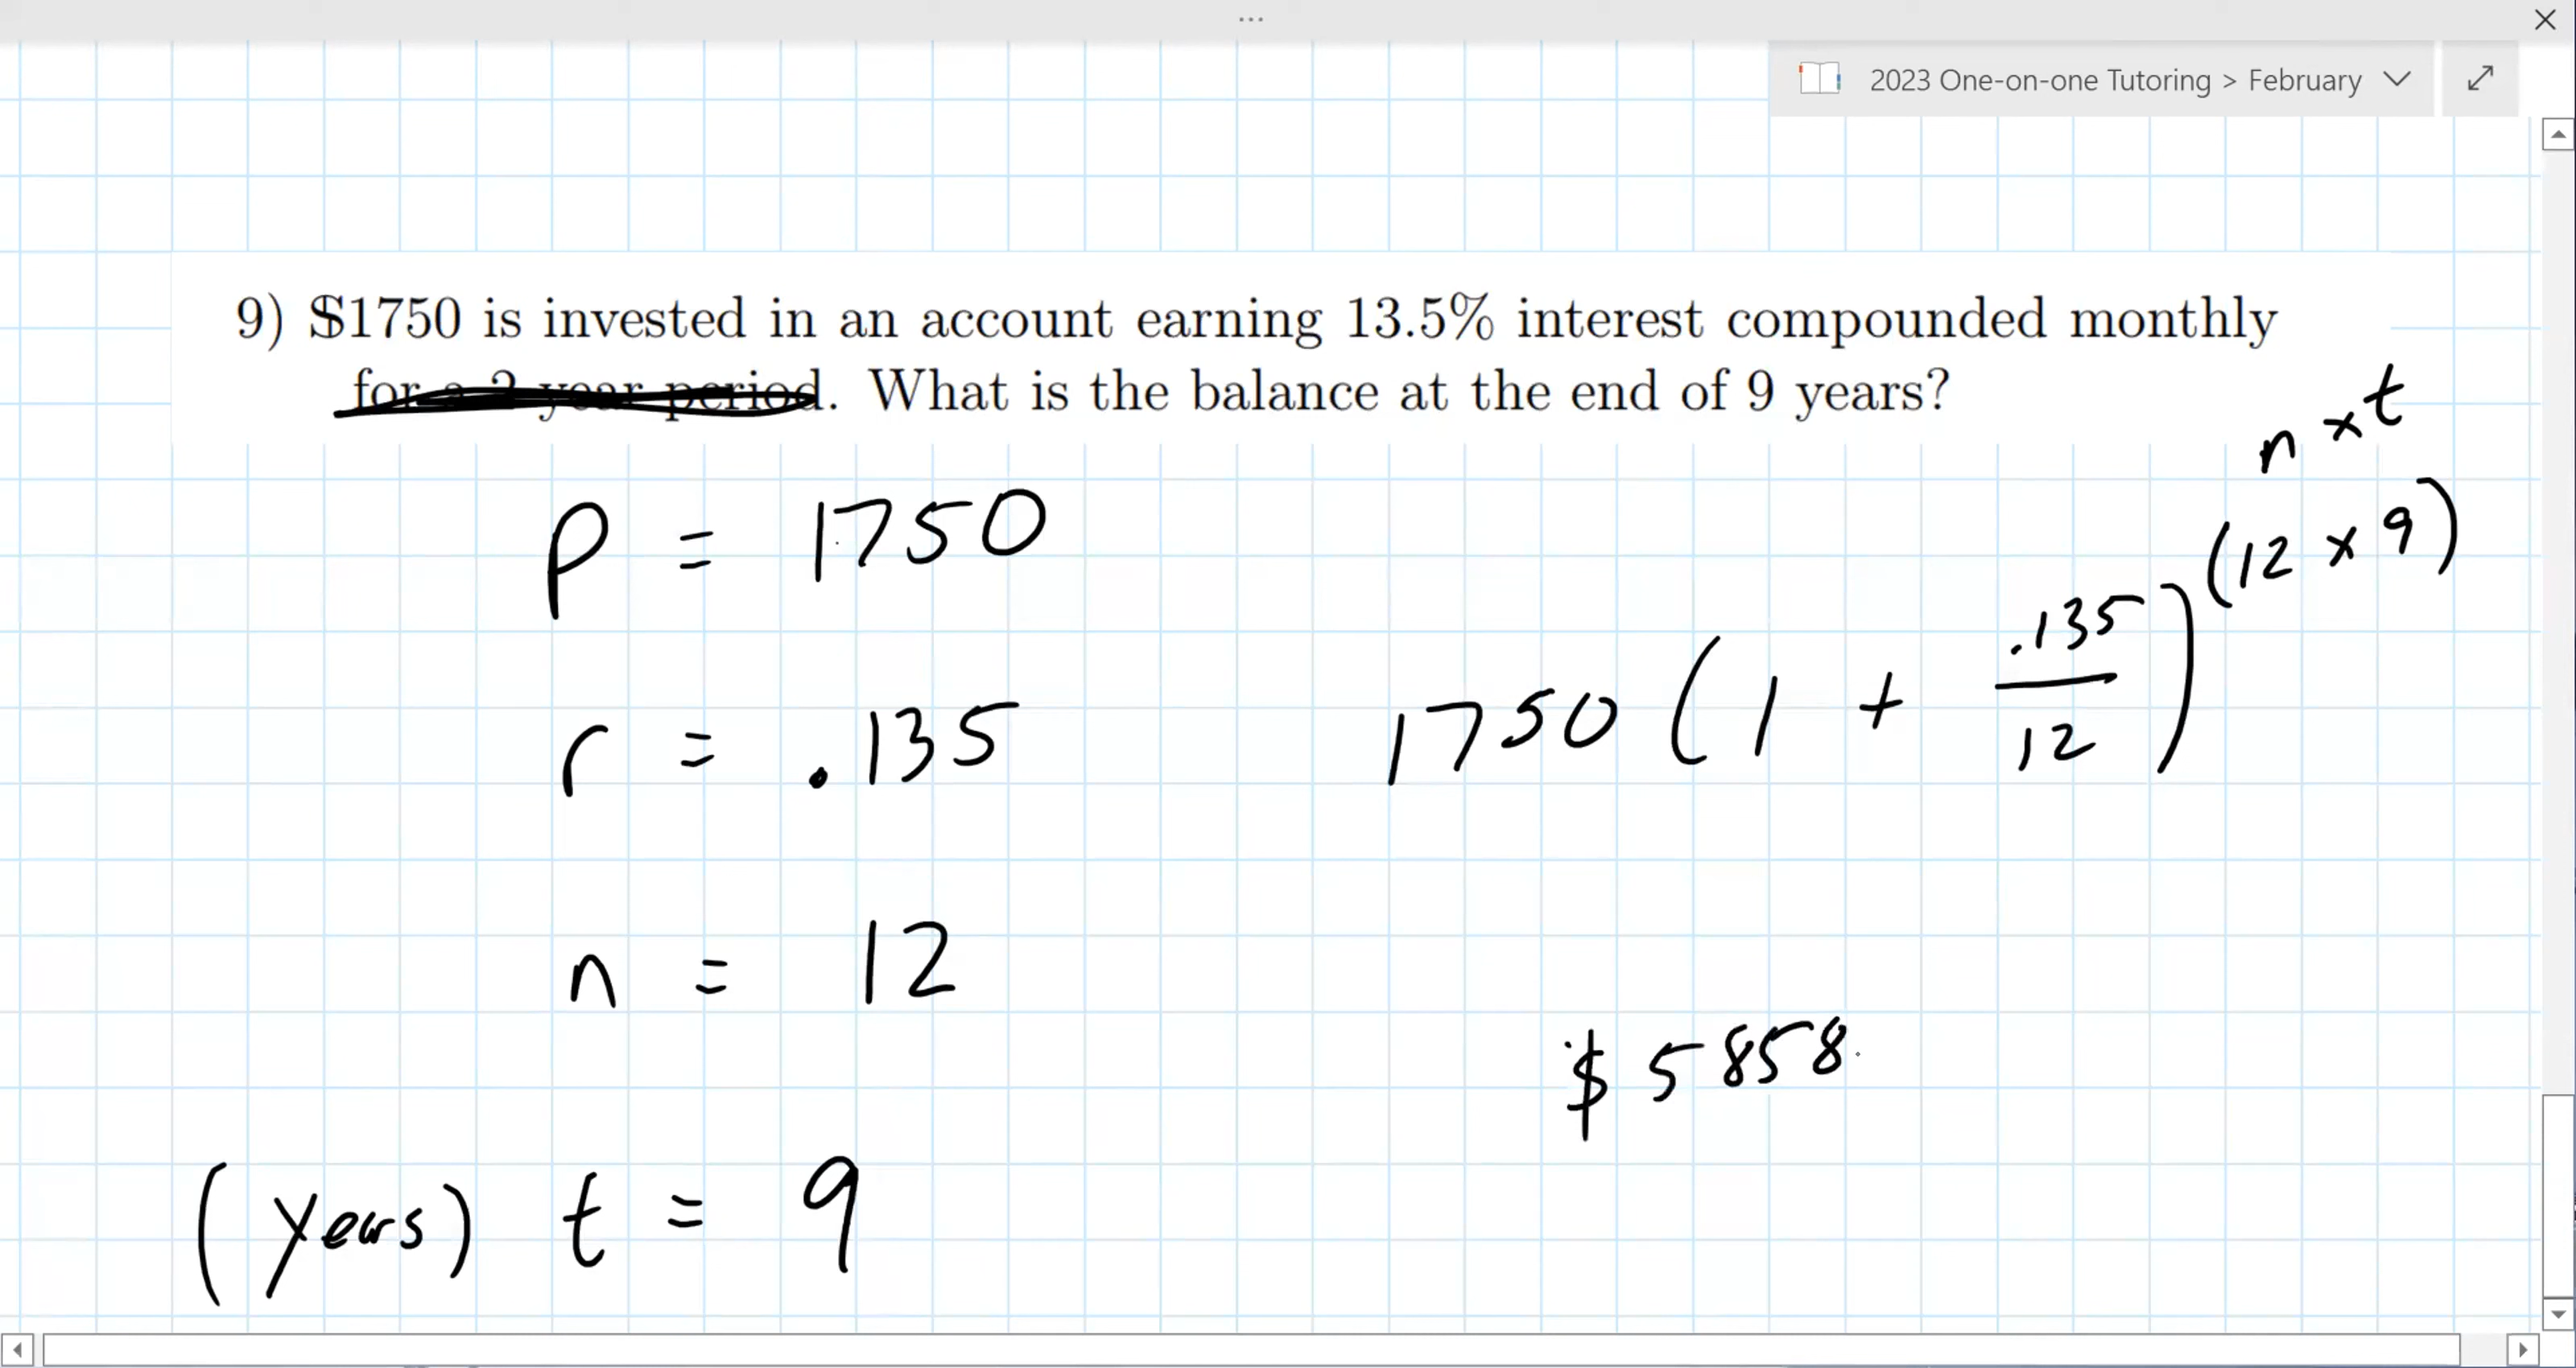 2023 One-on-one Tutoring > February
9) $1750 is invested in an account earning 13.5% interest compounded monthly
for a 2 year period. What is the balance at the end of 9 years?
n × t
P = 1750
(12 × 9)
r = .135
1750 ( 1 + .135/12 )
n = 12
$ 5858.
(years) t = 9